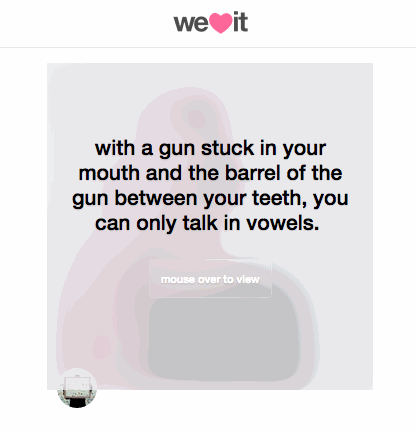 we it
with a gun stuck in your
mouth and the barrel of the
gun between your teeth, you
can only talk in vowels.
mouse over to view